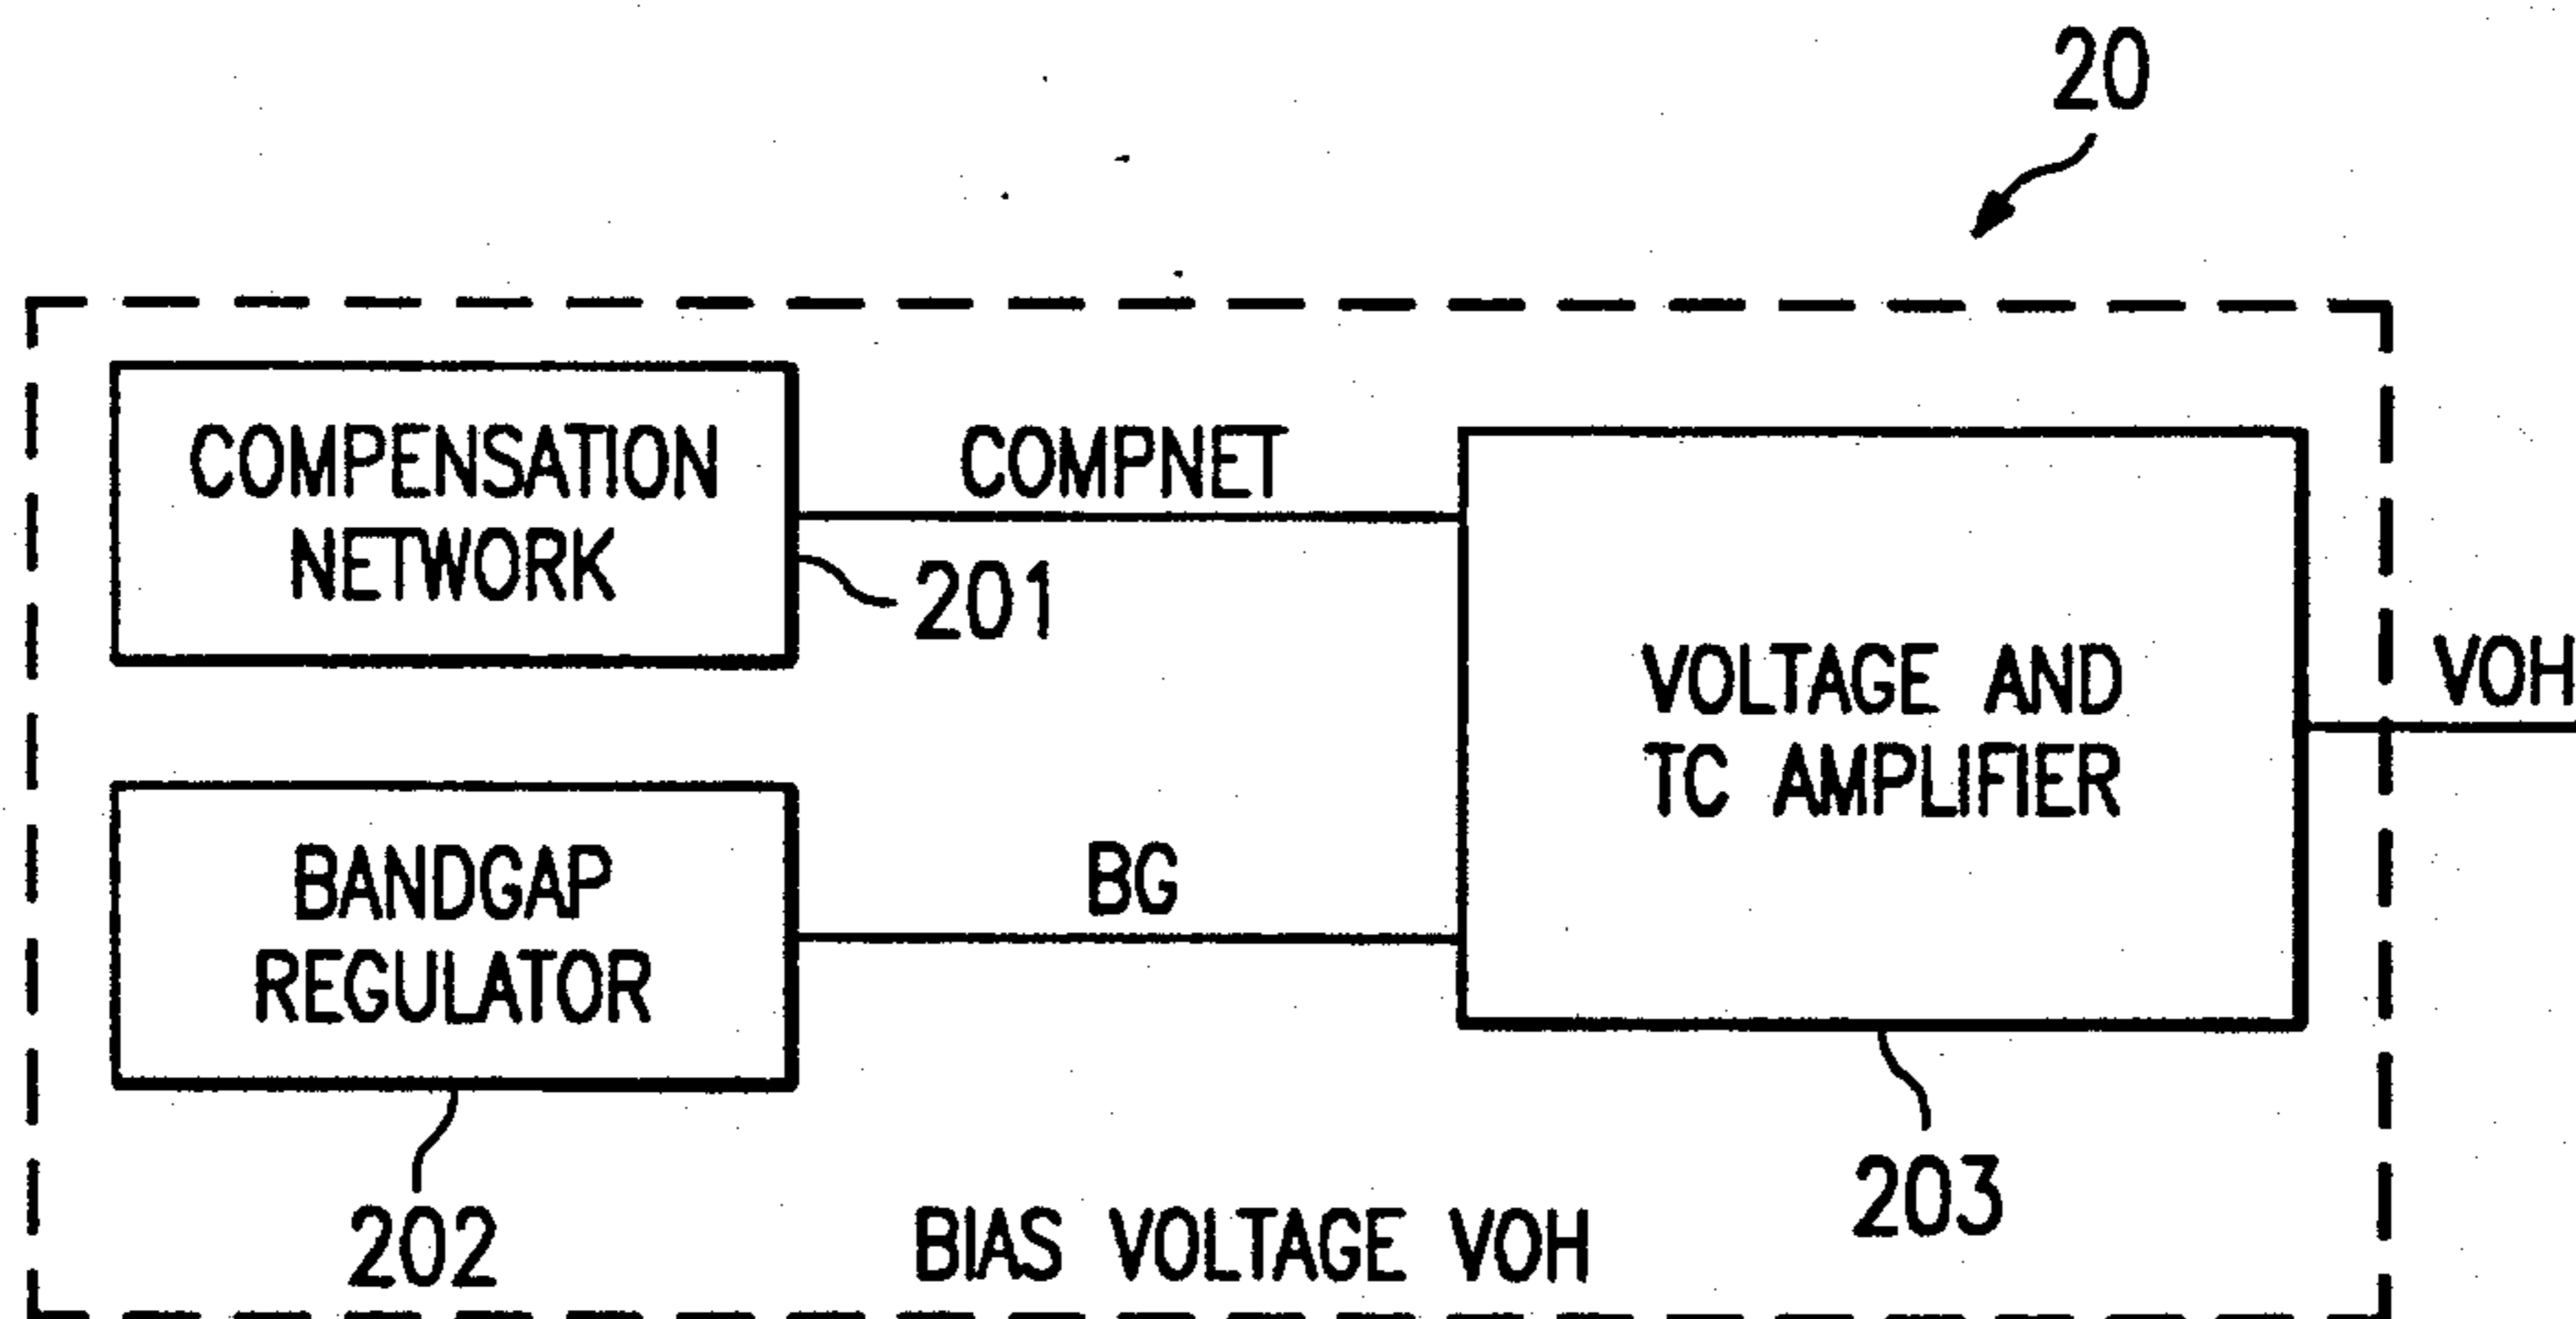 20
COMPENSATION
NETWORK
COMPNET
201
VOLTAGE AND
TC AMPLIFIER
VOH
BANDGAP
REGULATOR
BG
202
203
BIAS VOLTAGE VOH